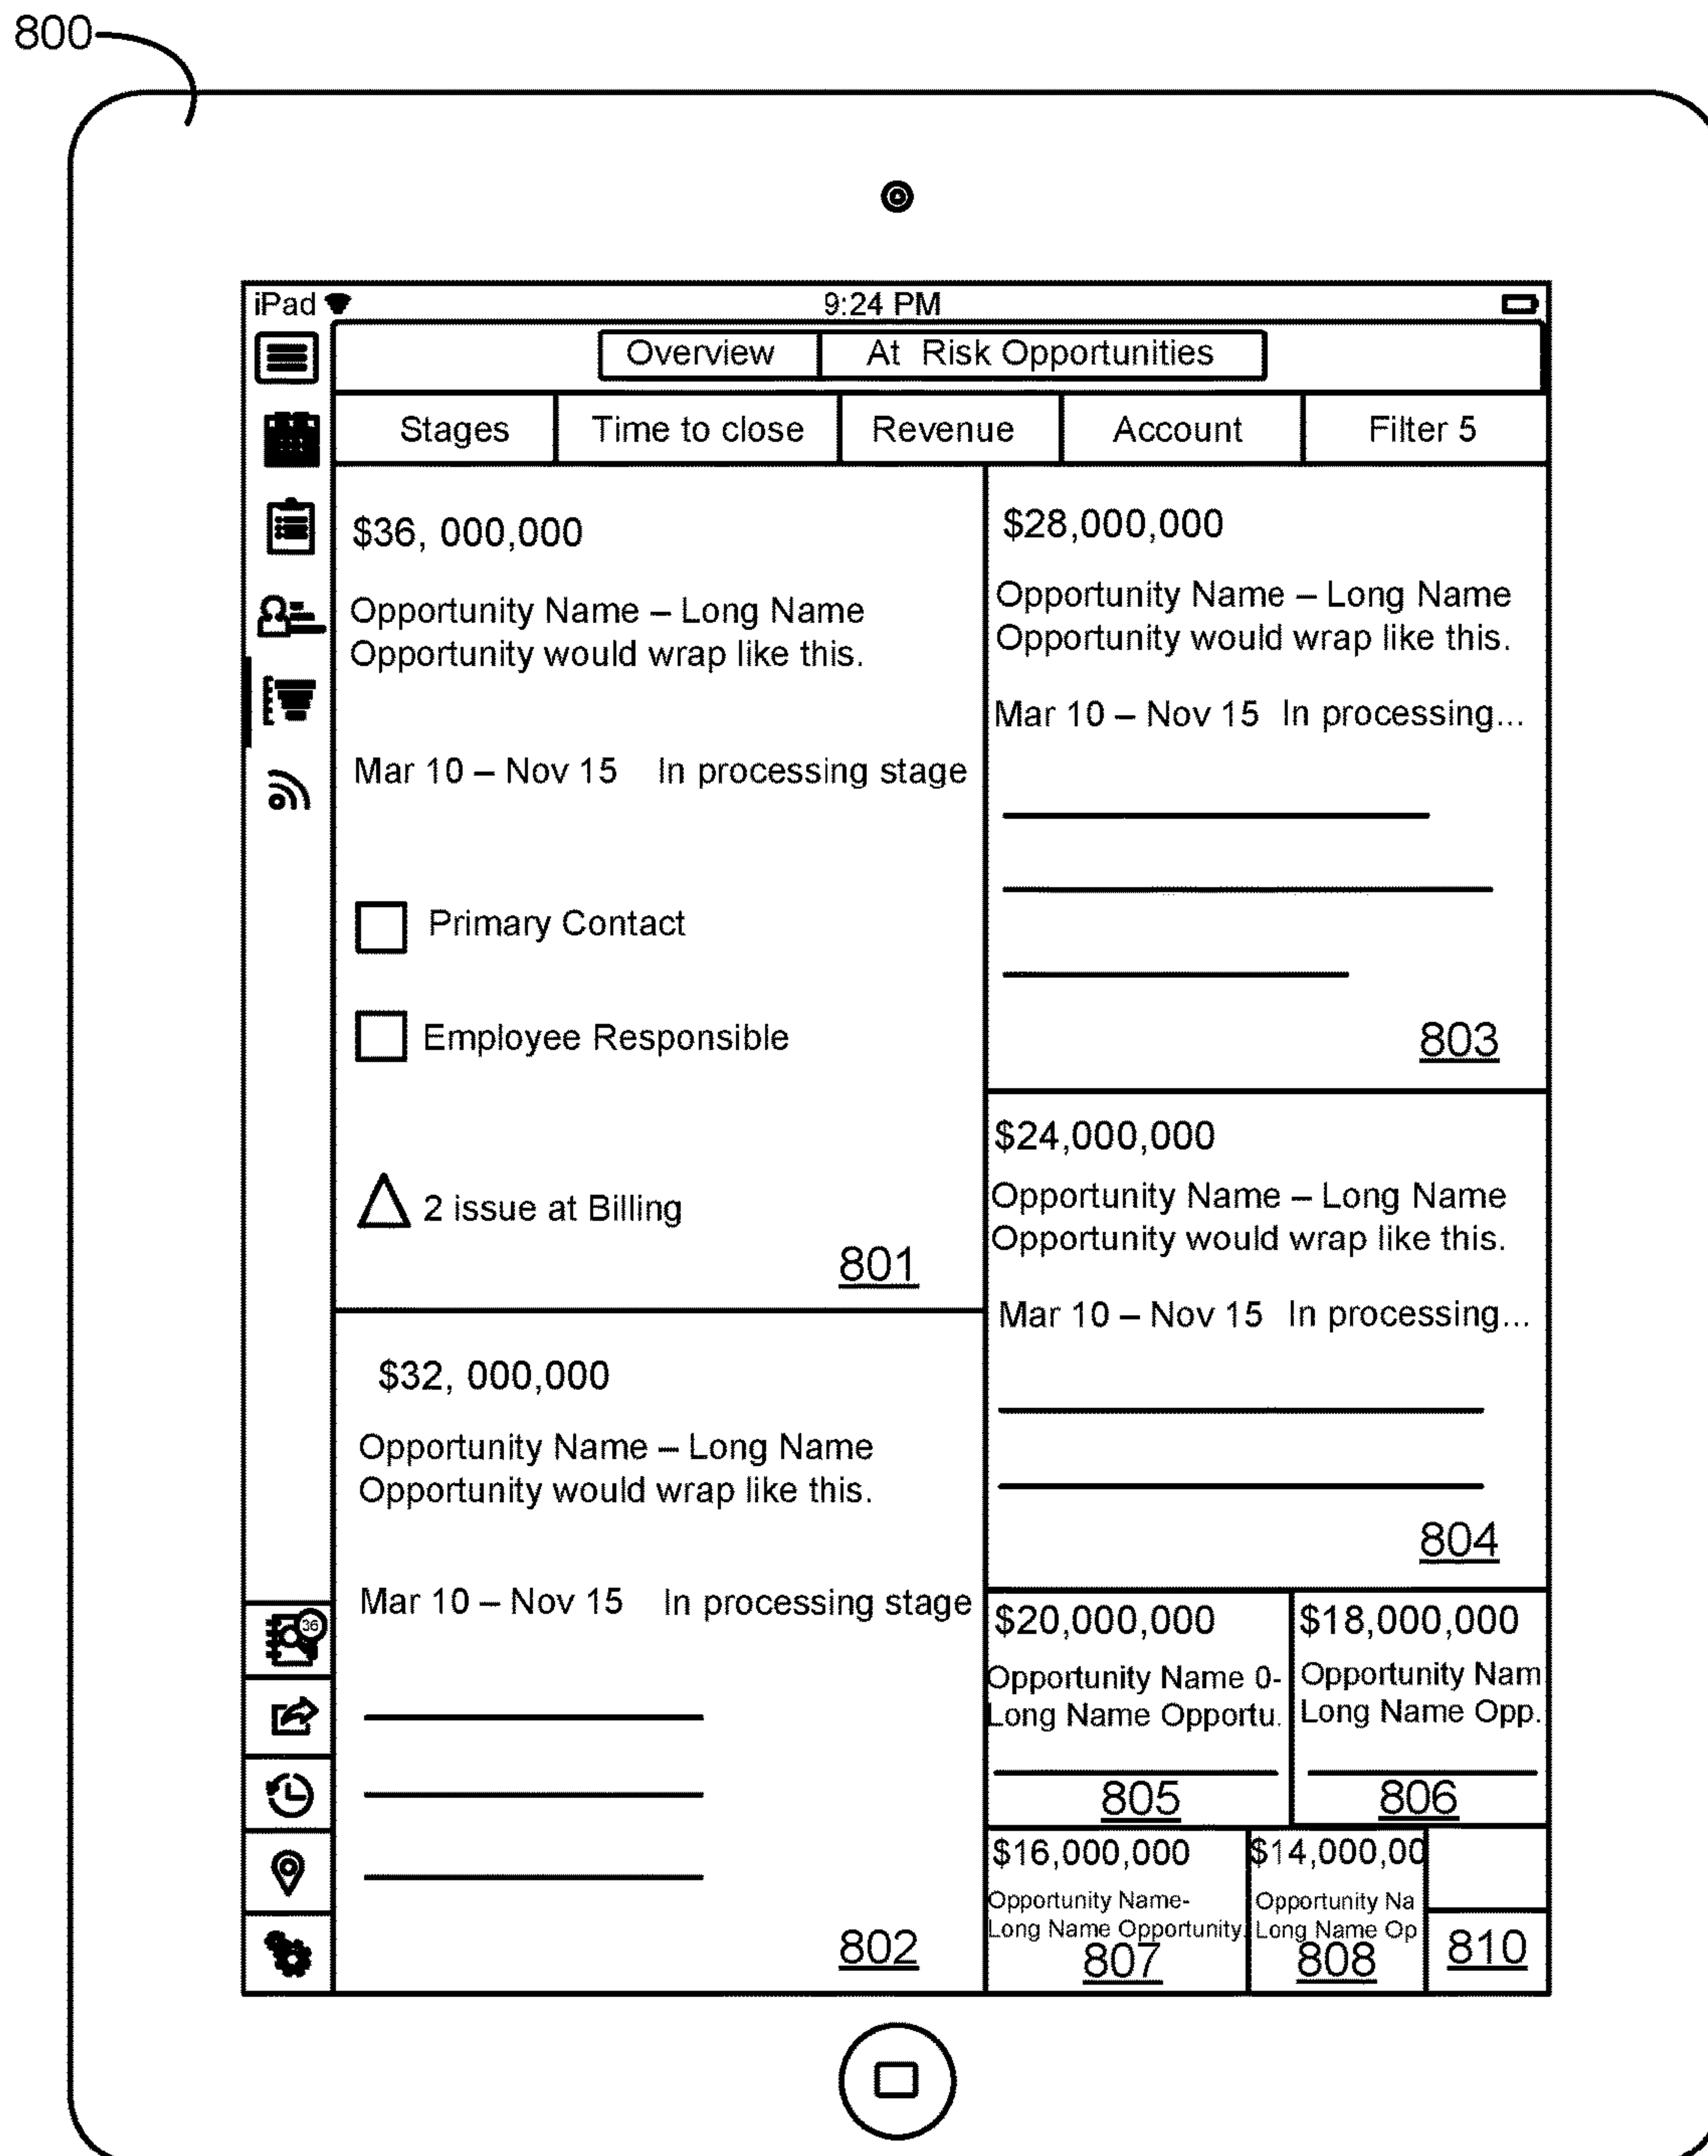 800
iPad 9:24 PM
Overview At Risk Opportunities
Stages Time to close Revenue Account Filter 5
$36, 000,000
Opportunity Name – Long Name
Opportunity would wrap like this.
Mar 10 – Nov 15 In processing stage
Primary Contact
Employee Responsible
2 issue at Billing
801
$32, 000,000
Opportunity Name – Long Name
Opportunity would wrap like this.
Mar 10 – Nov 15 In processing stage
802
$28,000,000
Opportunity Name – Long Name
Opportunity would wrap like this.
Mar 10 – Nov 15 In processing...
803
$24,000,000
Opportunity Name – Long Name
Opportunity would wrap like this.
Mar 10 – Nov 15 In processing...
804
$20,000,000
Opportunity Name 0-
Long Name Opportu.
805
$18,000,000
Opportunity Nam
Long Name Opp.
806
$16,000,000
Opportunity Name-
Long Name Opportunity
807
$14,000,00
Opportunity Na
Long Name Op
808
810
36